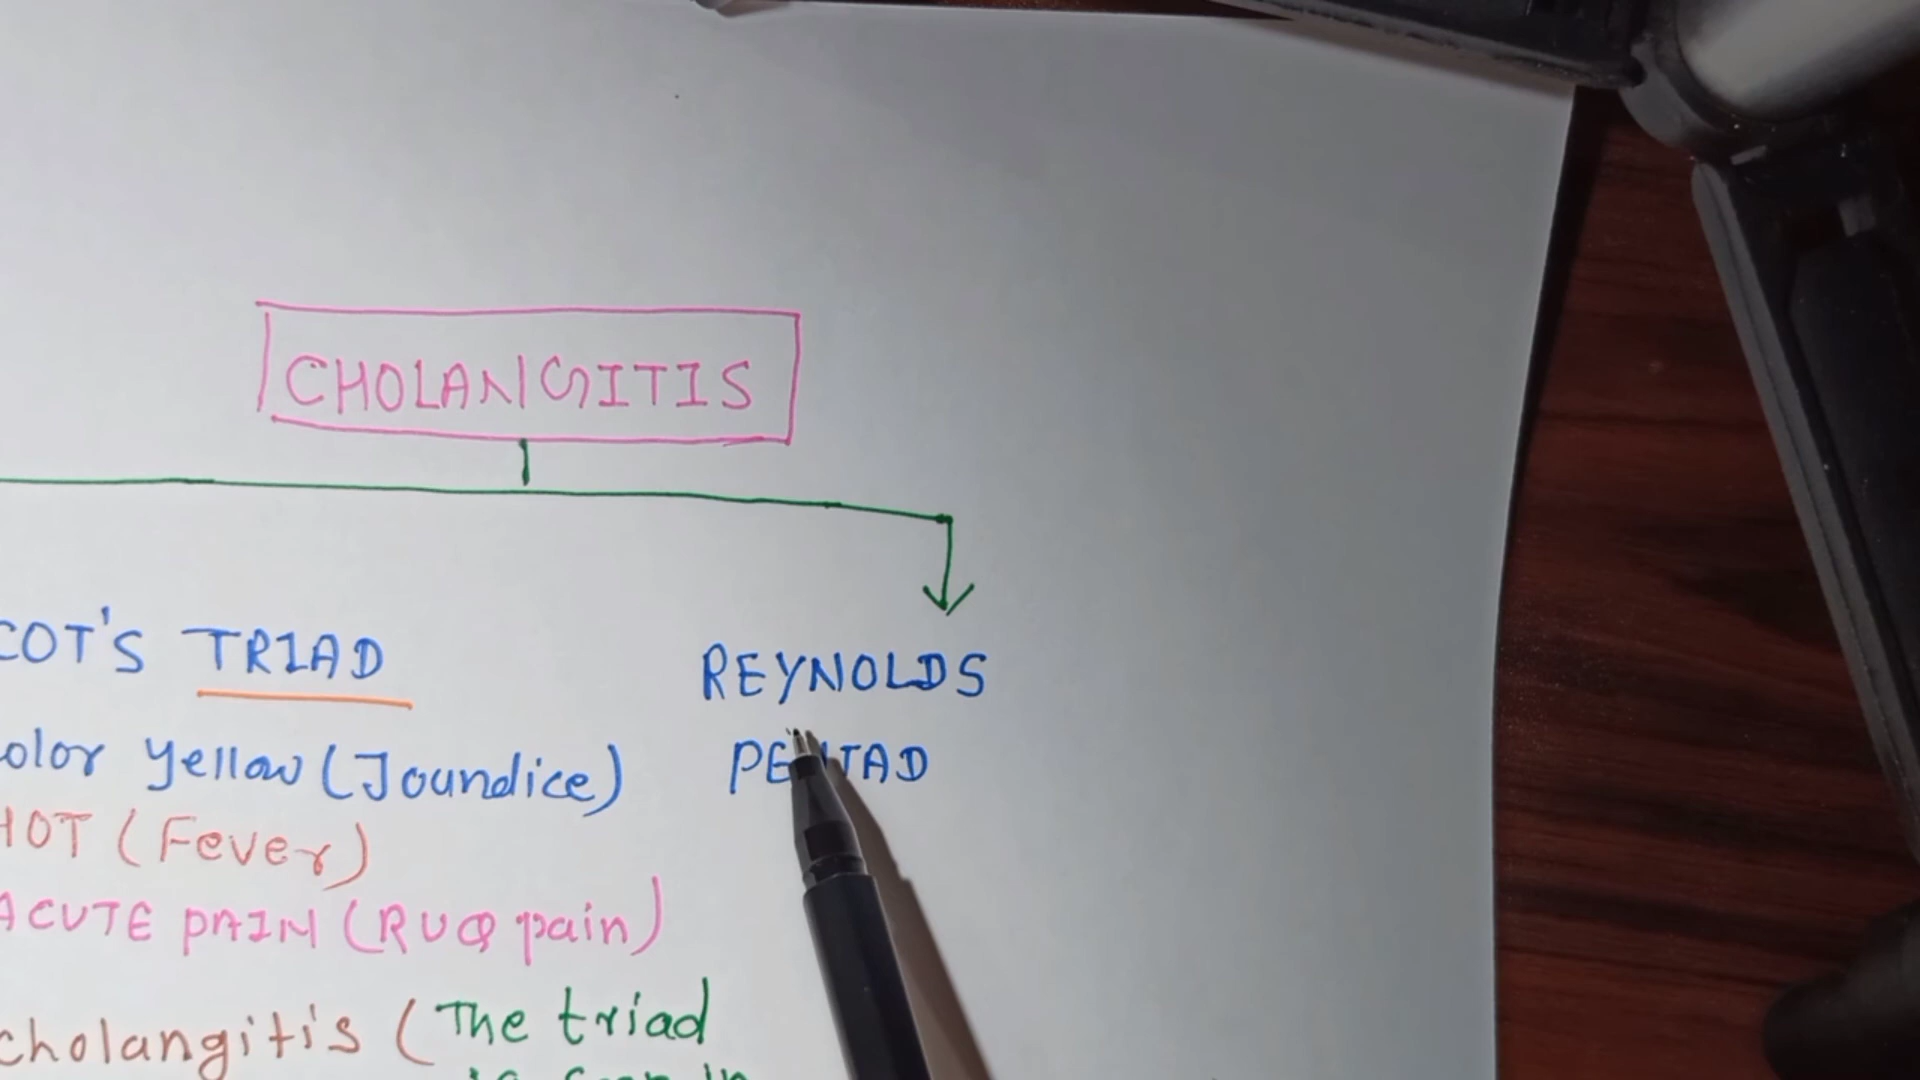 CHOLANGITIS
COT'S TRIAD
REYNOLDS
PENTAD
olor yellow (Joundice)
HOT (Fever)
ACUTE PAIN (RUQ pain)
cholangitis (The triad